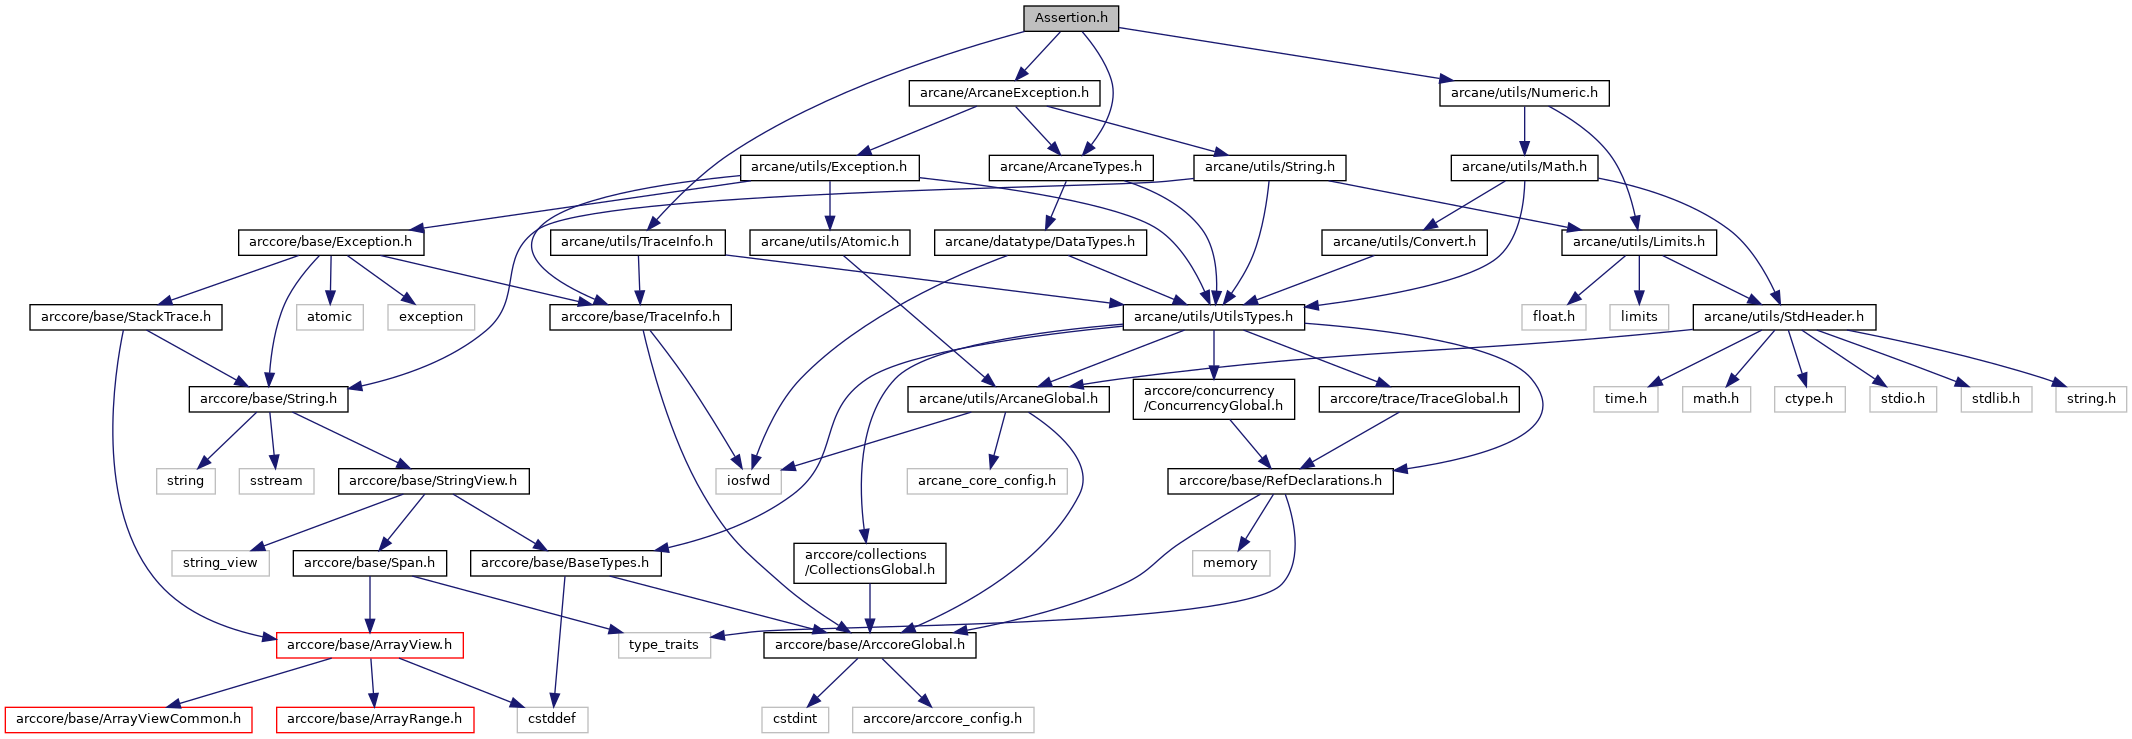 Assertion.h
arcane/ArcaneException.h
arcane/utils/Numeric.h
arcane/utils/Exception.h
arcane/ArcaneTypes.h
arcane/utils/String.h
arcane/utils/Math.h
arccore/base/Exception.h
arcane/utils/TraceInfo.h
arcane/utils/Atomic.h
arcane/datatype/DataTypes.h
arcane/utils/Convert.h
arcane/utils/Limits.h
arccore/base/StackTrace.h
atomic
exception
arccore/base/TraceInfo.h
arcane/utils/UtilsTypes.h
float.h
limits
arcane/utils/StdHeader.h
arccore/base/String.h
arcane/utils/ArcaneGlobal.h
arccore/concurrency
/ConcurrencyGlobal.h
arccore/trace/TraceGlobal.h
time.h
math.h
ctype.h
stdio.h
stdlib.h
string.h
string
sstream
arccore/base/StringView.h
iosfwd
arcane_core_config.h
arccore/base/RefDeclarations.h
string_view
arccore/base/Span.h
arccore/base/BaseTypes.h
arccore/collections
/CollectionsGlobal.h
memory
arccore/base/ArrayView.h
type_traits
arccore/base/ArccoreGlobal.h
arccore/base/ArrayViewCommon.h
arccore/base/ArrayRange.h
cstddef
cstdint
arccore/arccore_config.h